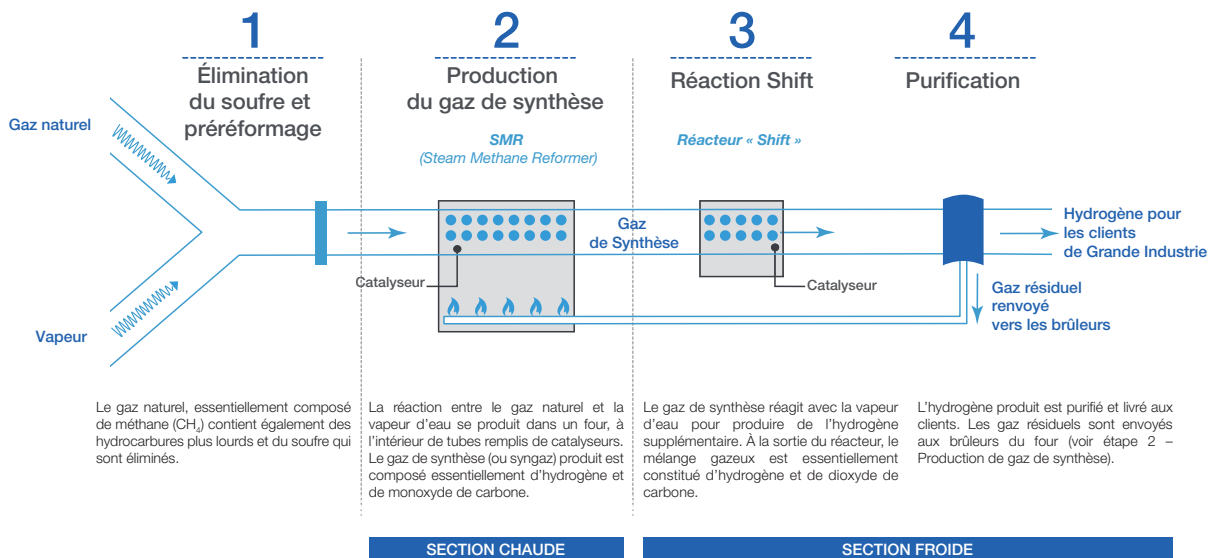 1
Élimination
du soufre et
préréformage
2
Production
du gaz de synthèse
SMR
(Steam Methane Reformer)
3
Réaction Shift
Réacteur « Shift »
4
Purification
Gaz naturel
Vapeur
Catalyseur
Gaz
de Synthèse
Catalyseur
Hydrogène pour
les clients
de Grande Industrie
Gaz résiduel
renvoyé
vers les brûleurs
Le gaz naturel, essentiellement composé
de méthane (CH₄) contient également des
hydrocarbures plus lourds et du soufre qui
sont éliminés.
La réaction entre le gaz naturel et la
vapeur d'eau se produit dans un four, à
l'intérieur de tubes remplis de catalyseurs.
Le gaz de synthèse (ou syngaz) produit est
composé essentiellement d'hydrogène et
de monoxyde de carbone.
Le gaz de synthèse réagit avec la vapeur
d'eau pour produire de l'hydrogène
supplémentaire. À la sortie du réacteur, le
mélange gazeux est essentiellement
constitué d'hydrogène et de dioxyde de
carbone.
L'hydrogène produit est purifié et livré aux
clients. Les gaz résiduels sont envoyés
aux brûleurs du four (voir étape 2 –
Production de gaz de synthèse).
SECTION CHAUDE
SECTION FROIDE